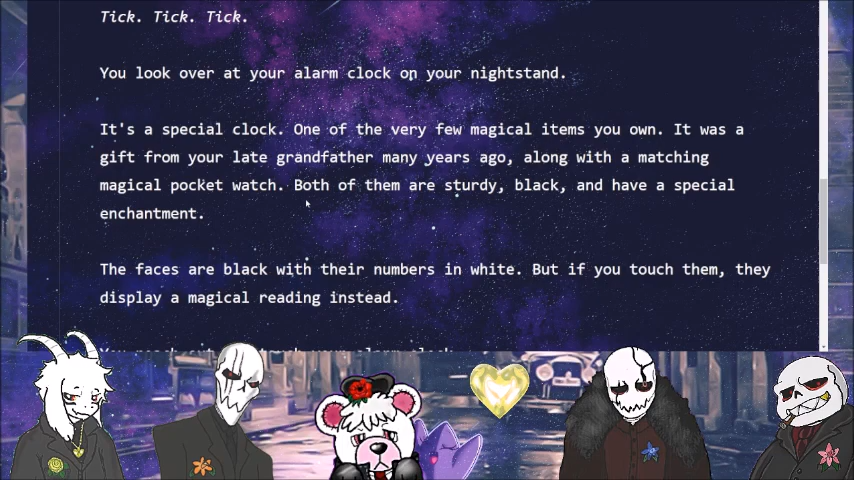 Tick. Tick. Tick.
You look over at your alarm clock on your nightstand.
It's a special clock. One of the very few magical items you own. It was a
gift from your late grandfather many years ago, along with a matching
magical pocket watch. Both of them are sturdy, black, and have a special
enchantment.
The faces are black with their numbers in white. But if you touch them, they
display a magical reading instead.